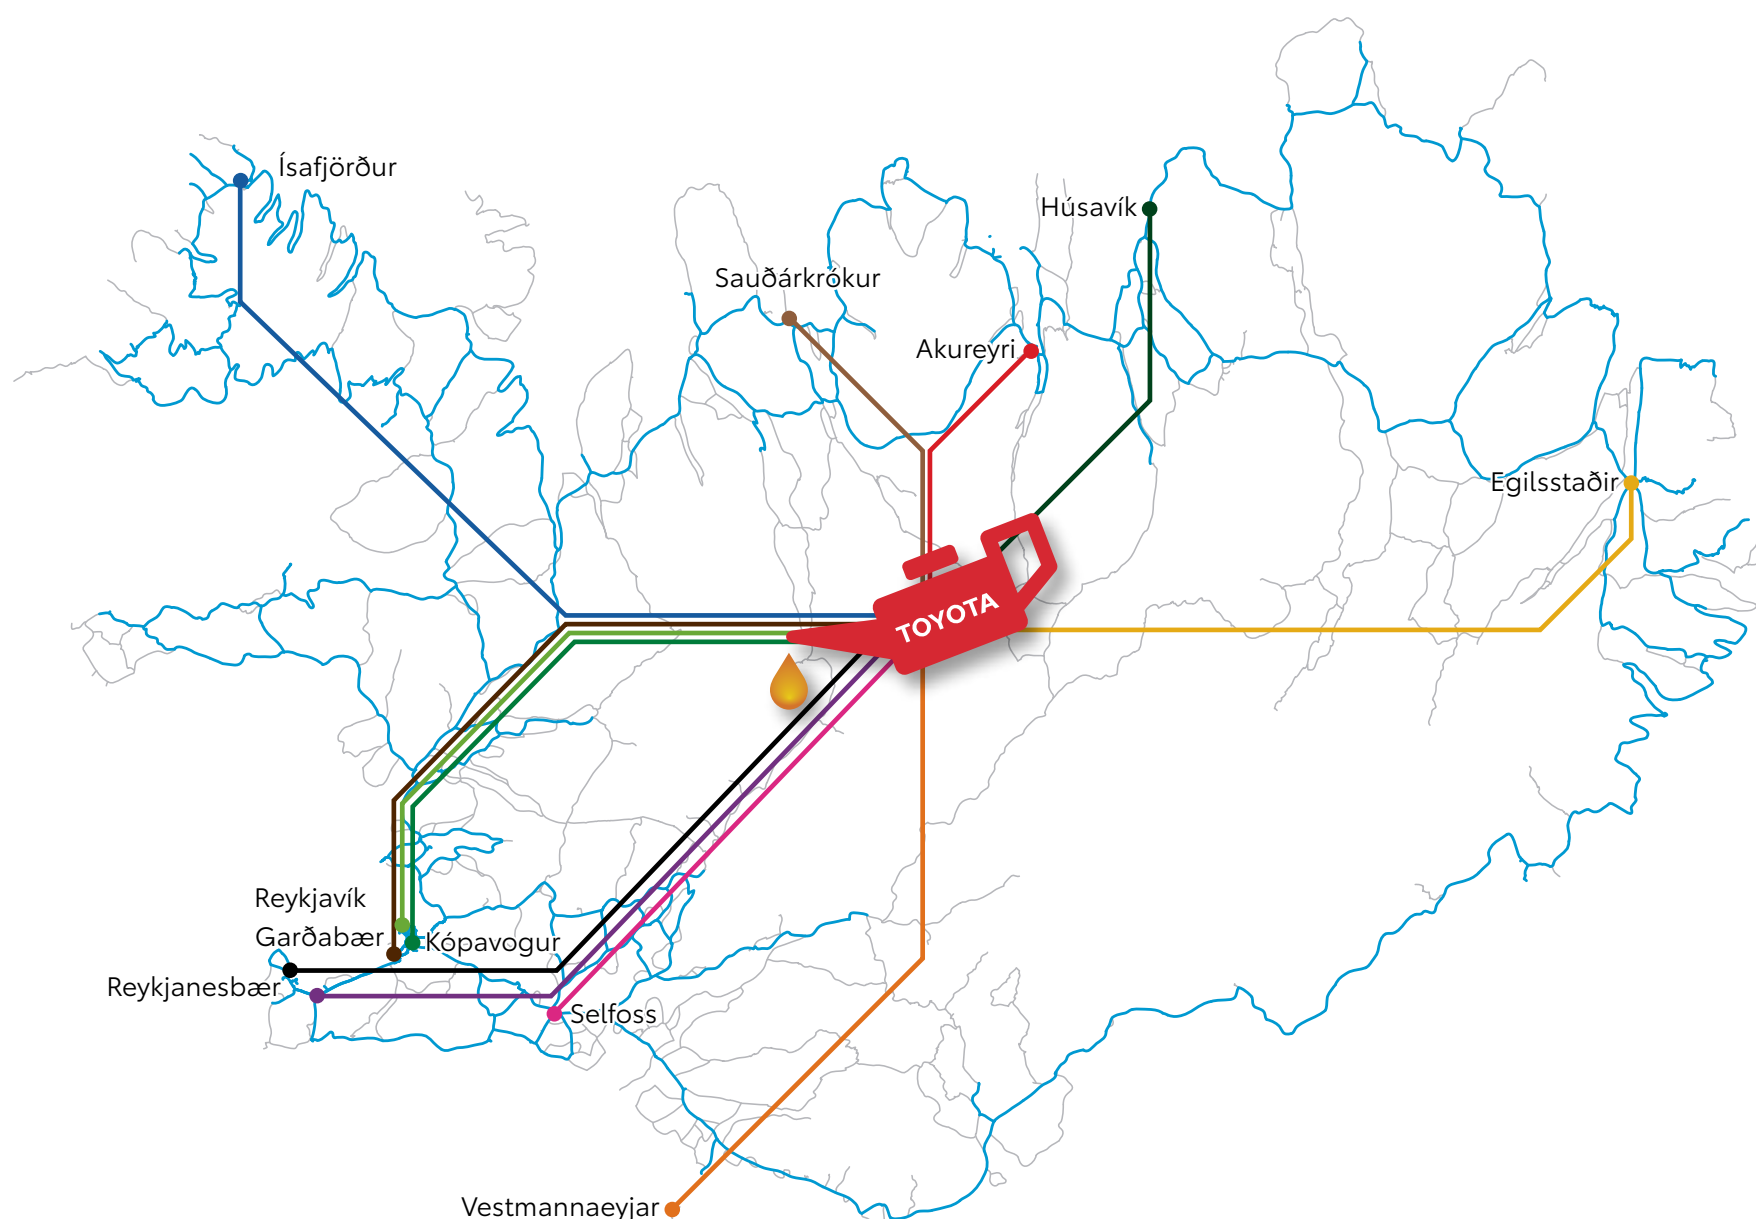 Ísafjörður
Húsavík
Sauðárkrókur
Akureyri
Egilsstaðir
TOYOTA
Reykjavík
Garðabær
Kópavogur
Reykjanesbær
Selfoss
Vestmannaeyjar